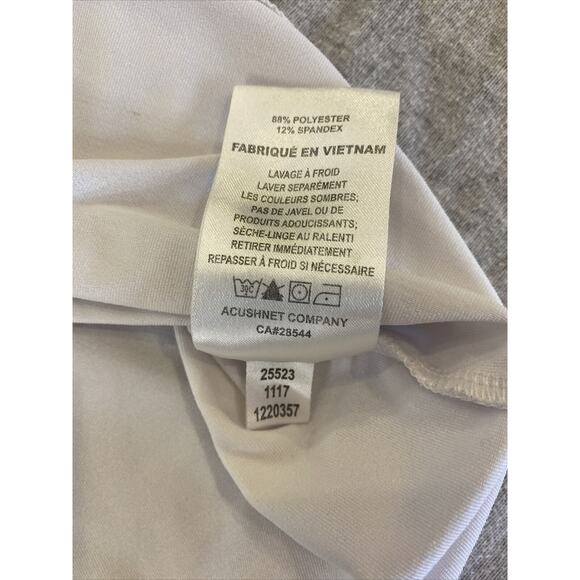 88% POLYESTER
12% SPANDEX
FABRIQUÉ EN VIETNAM
LAVAGE À FROID
LAVER SEPARÉMENT
LES COULEURS SOMBRES;
PAS DE JAVEL OU DE
PRODUITS ADOUCISSANTS;
SÈCHE-LINGE AU RALENTI
RETIRER IMMÉDIATEMENT
REPASSER À FROID SI NÉCESSAIRE
30C
ACUSHNET COMPANY
CA#28544
25523
1117
1220357